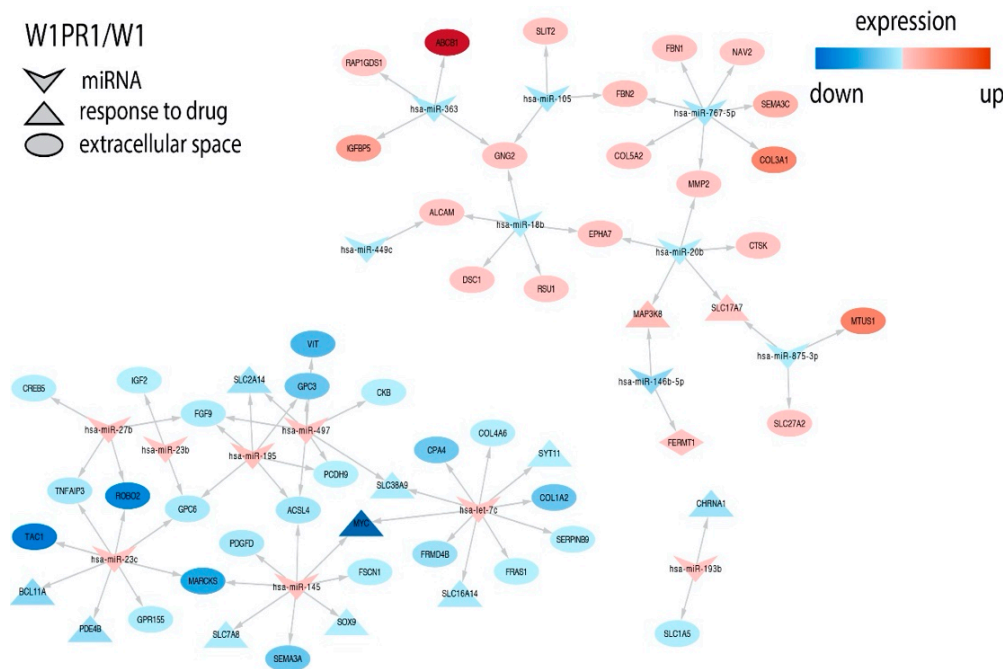 W1PR1/W1
miRNA
response to drug
extracellular space
expression
down up
ABCB1
SLIT2
RAP1GDS1
FBN1
NAV2
hsa-miR-363
hsa-miR-105
FBN2
hsa-miR-767-5p
SEMA3C
IGFBP5
GNG2
COL5A2
COL3A1
MMP2
ALCAM
hsa-miR-18b
EPHA7
hsa-miR-449c
hsa-miR-20b
CTSK
DSC1
RSU1
MAP3K8
SLC17A7
MTUS1
hsa-miR-875-3p
hsa-miR-146b-5p
SLC27A2
FERMT1
VIT
IGF2
SLC2A14
GPC3
CREB5
CKB
FGF9
hsa-miR-27b
hsa-miR-497
hsa-miR-23b
hsa-miR-195
COL4A6
CPA4
SYT11
PCDH9
TNFAIP3
ROBO2
SLC38A9
GPC6
ACSL4
hsa-let-7c
COL1A2
CHRNA1
MYC
TAC1
PDGFD
FRMD4B
SERPINB9
hsa-miR-23c
FSCN1
FRAS1
hsa-miR-193b
MARCKS
hsa-miR-145
BCL11A
SLC16A14
GPR155
PDE4B
SLC7A8
SOX9
SLC1A5
SEMA3A